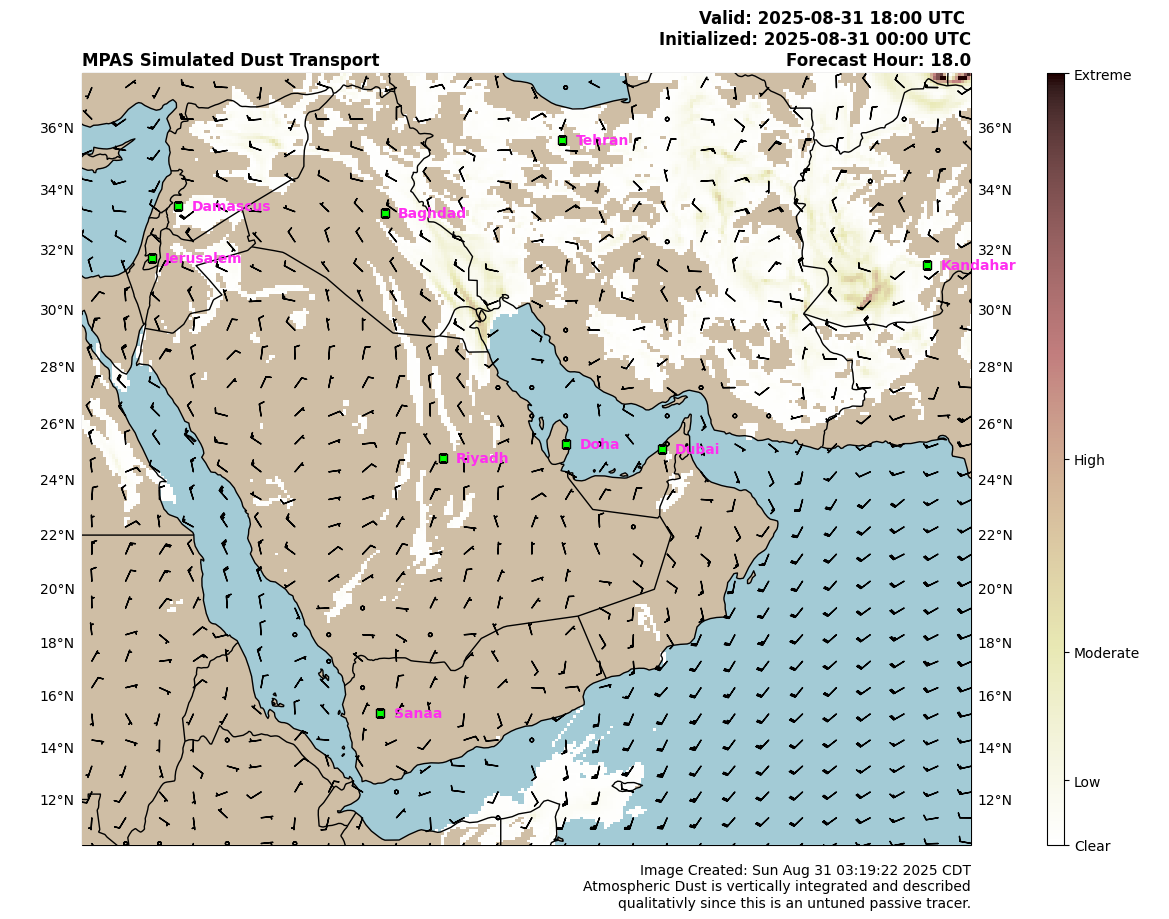 Valid: 2025-08-31 18:00 UTC
Initialized: 2025-08-31 00:00 UTC
MPAS Simulated Dust Transport
Forecast Hour: 18.0
Extreme
36°N
36°N
Tehran
34°N
34°N
Damascus
Baghdad
32°N
32°N
Jerusalem
Kandahar
30°N
30°N
28°N
28°N
26°N
26°N
Doha
Dubai
Riyadh
High
24°N
24°N
22°N
22°N
20°N
20°N
18°N
18°N
Moderate
16°N
16°N
Sanaa
14°N
14°N
Low
12°N
12°N
Clear
Image Created: Sun Aug 31 03:19:22 2025 CDT
Atmospheric Dust is vertically integrated and described
qualitativly since this is an untuned passive tracer.